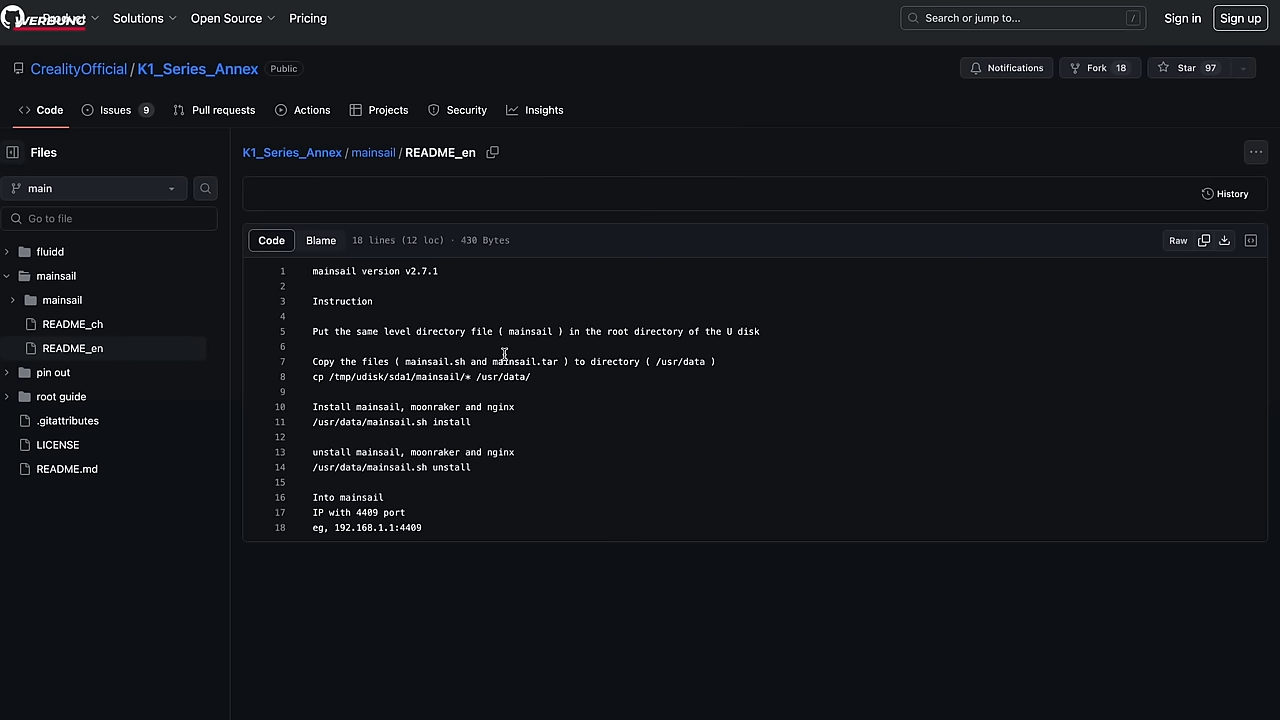 WERBUNG
Product
Solutions
Open Source
Pricing
Search or jump to...
/
Sign in
Sign up
CrealityOfficial / K1_Series_Annex
Public
Notifications
Fork 18
Star 97
Code
Issues 9
Pull requests
Actions
Projects
Security
Insights
Files
main
Go to file
fluidd
mainsail
mainsail
README_ch
README_en
pin out
root guide
.gitattributes
LICENSE
README.md
K1_Series_Annex / mainsail / README_en
History
Code
Blame
18 lines (12 loc) · 430 Bytes
Raw
1 mainsail version v2.7.1
2
3 Instruction
4
5 Put the same level directory file ( mainsail ) in the root directory of the U disk
6
7 Copy the files ( mainsail.sh and mainsail.tar ) to directory ( /usr/data )
8 cp /tmp/udisk/sda1/mainsail/* /usr/data/
9
10 Install mainsail, moonraker and nginx
11 /usr/data/mainsail.sh install
12
13 unstall mainsail, moonraker and nginx
14 /usr/data/mainsail.sh unstall
15
16 Into mainsail
17 IP with 4409 port
18 eg, 192.168.1.1:4409